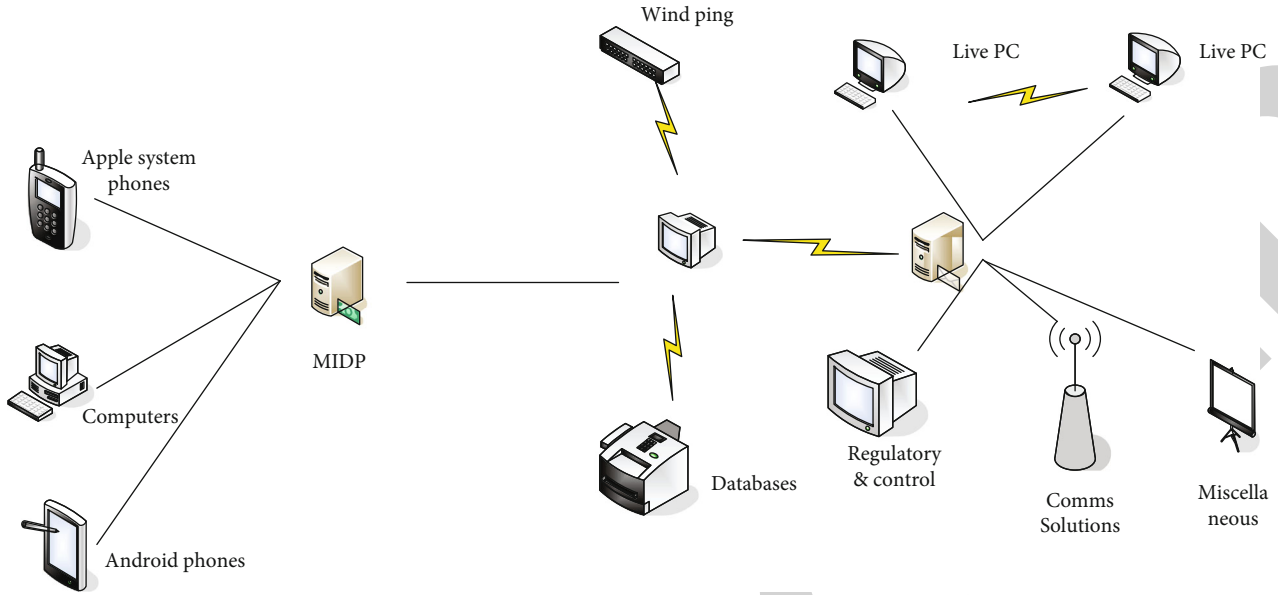 Wind ping
Live PC
Live PC
Apple system
phones
MIDP
Computers
Regulatory
& control
Databases
Comms
Solutions
Miscella
neous
Android phones